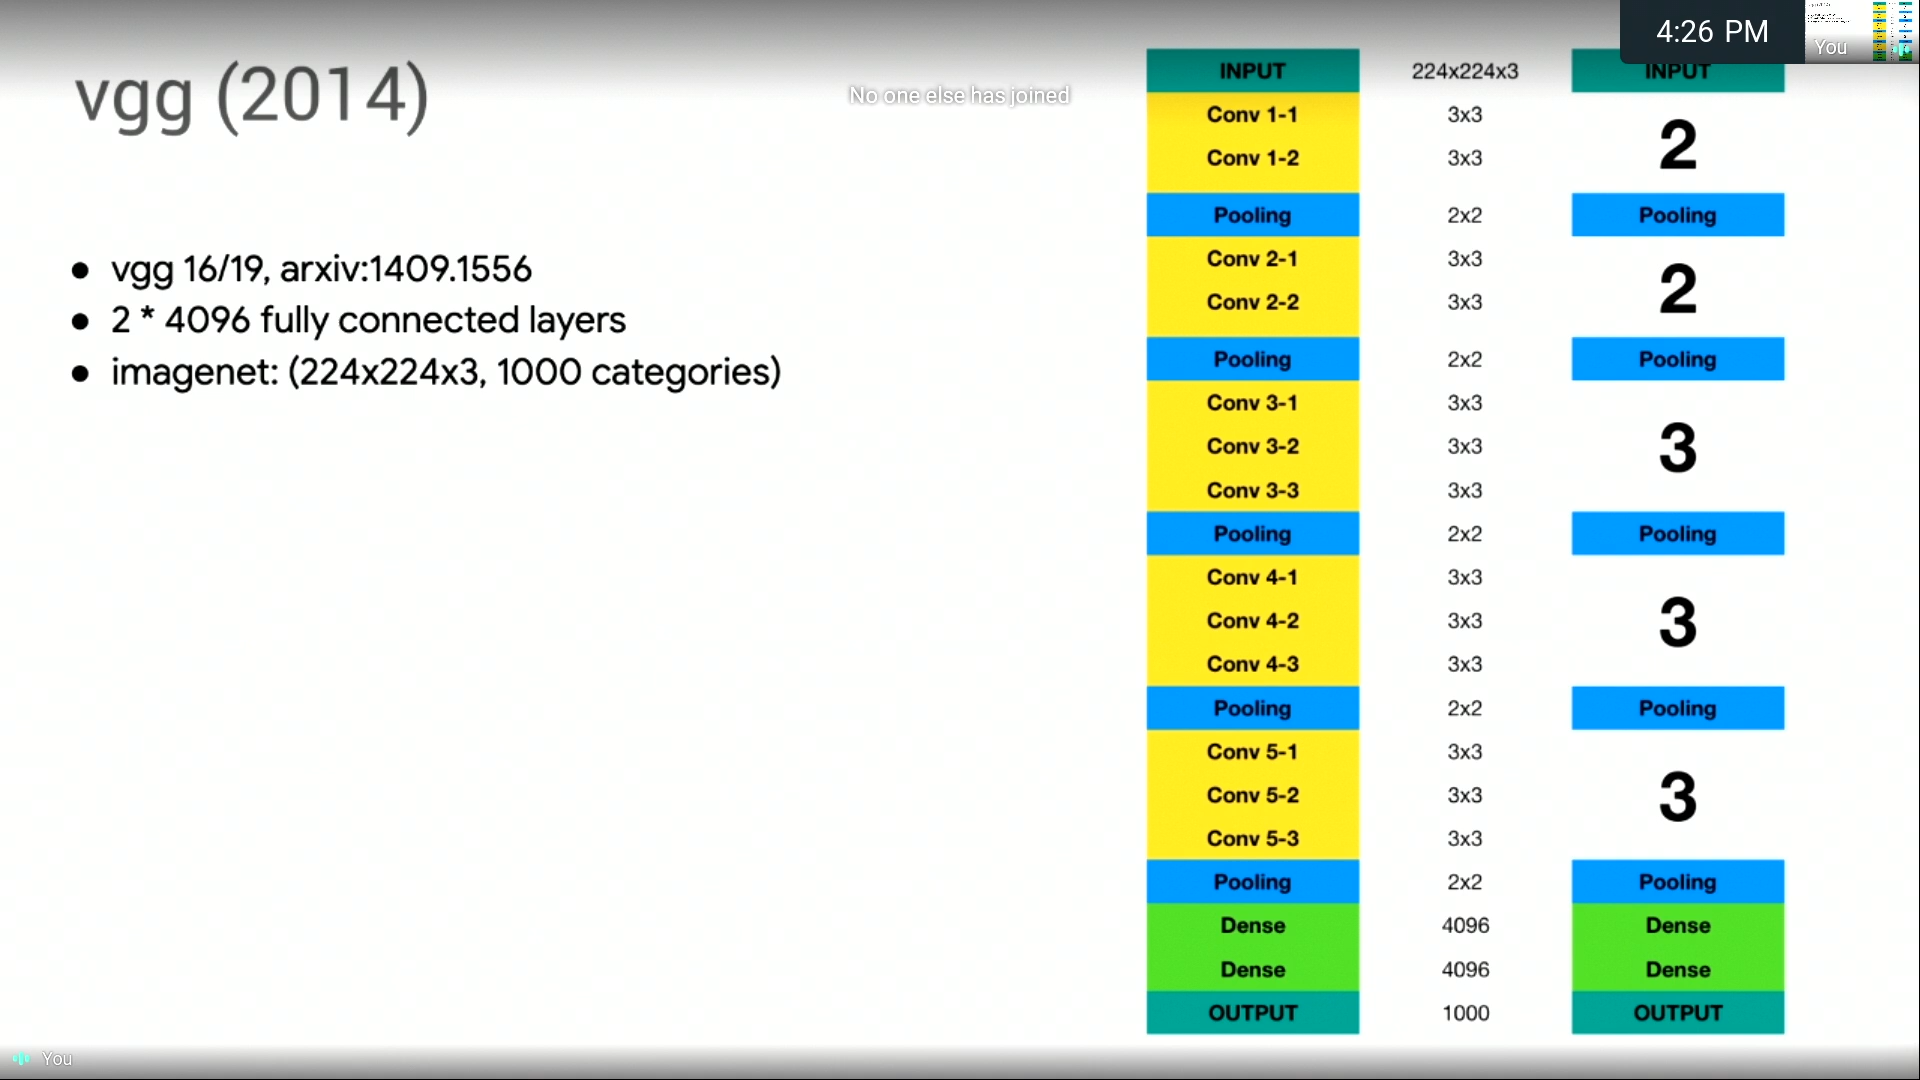 4:26 PM
You
vgg (2014)
No one else has joined
● vgg 16/19, arxiv:1409.1556
● 2 * 4096 fully connected layers
● imagenet: (224x224x3, 1000 categories)
INPUT 224x224x3 INPUT
Conv 1-1 3x3
2
Conv 1-2 3x3
Pooling 2x2 Pooling
Conv 2-1 3x3
2
Conv 2-2 3x3
Pooling 2x2 Pooling
Conv 3-1 3x3
Conv 3-2 3x3 3
Conv 3-3 3x3
Pooling 2x2 Pooling
Conv 4-1 3x3
Conv 4-2 3x3 3
Conv 4-3 3x3
Pooling 2x2 Pooling
Conv 5-1 3x3
Conv 5-2 3x3 3
Conv 5-3 3x3
Pooling 2x2 Pooling
Dense 4096 Dense
Dense 4096 Dense
OUTPUT 1000 OUTPUT
You